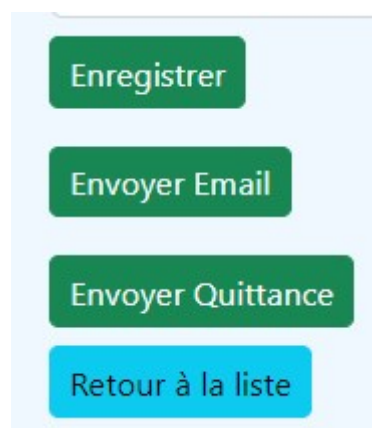 Enregistrer
Envoyer Email
Envoyer Quittance
Retour à la liste